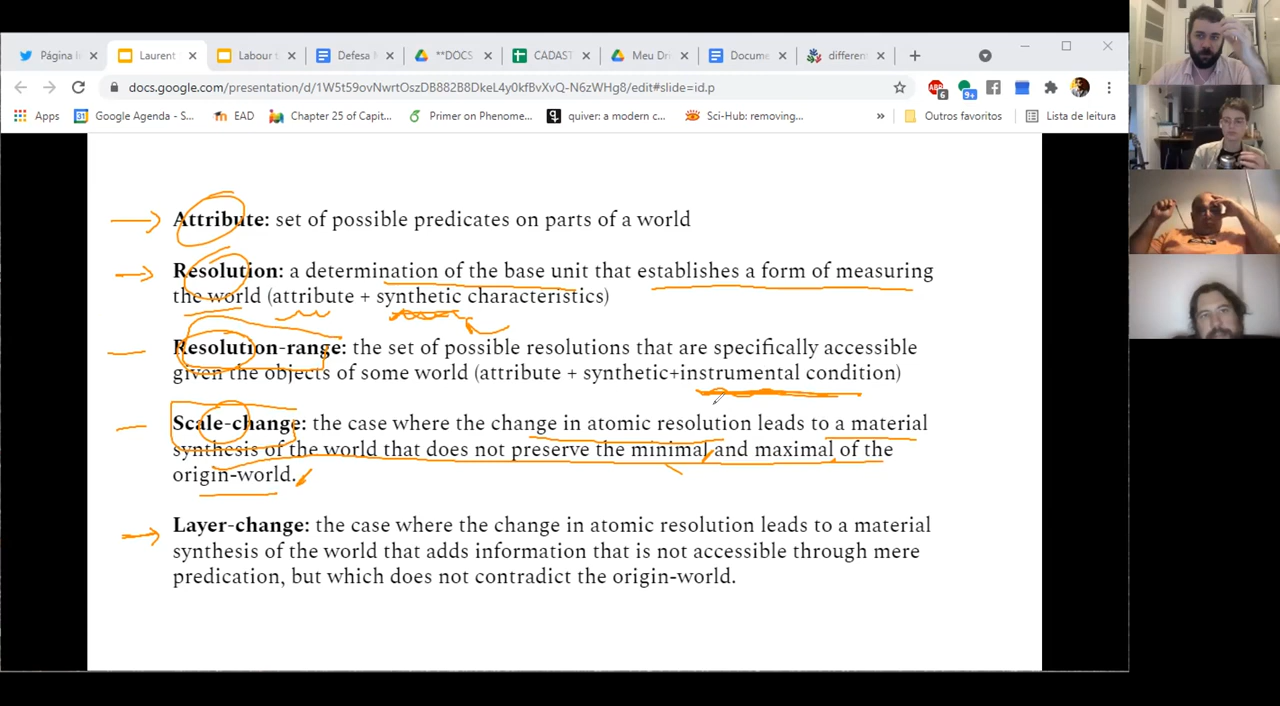 Página I
Laurent
Labour t
Defesa M
**DOCS
CADAST
Meu Dri
Docume
different
docs.google.com/presentation/d/1W5t59ovNwrtOszDB882B8DkeL4y0kfBvXvQ-N6zWHg8/edit#slide=id.p
ABP
6
9+
Apps
31
Google Agenda - S...
EAD
Chapter 25 of Capit...
Primer on Phenome...
q
quiver: a modern c...
Sci-Hub: removing...
»
Outros favoritos
Lista de leitura
Attribute: set of possible predicates on parts of a world
Resolution: a determination of the base unit that establishes a form of measuring
the world (attribute + synthetic characteristics)
Resolution-range: the set of possible resolutions that are specifically accessible
given the objects of some world (attribute + synthetic+instrumental condition)
Scale-change: the case where the change in atomic resolution leads to a material
synthesis of the world that does not preserve the minimal and maximal of the
origin-world.
Layer-change: the case where the change in atomic resolution leads to a material
synthesis of the world that adds information that is not accessible through mere
predication, but which does not contradict the origin-world.